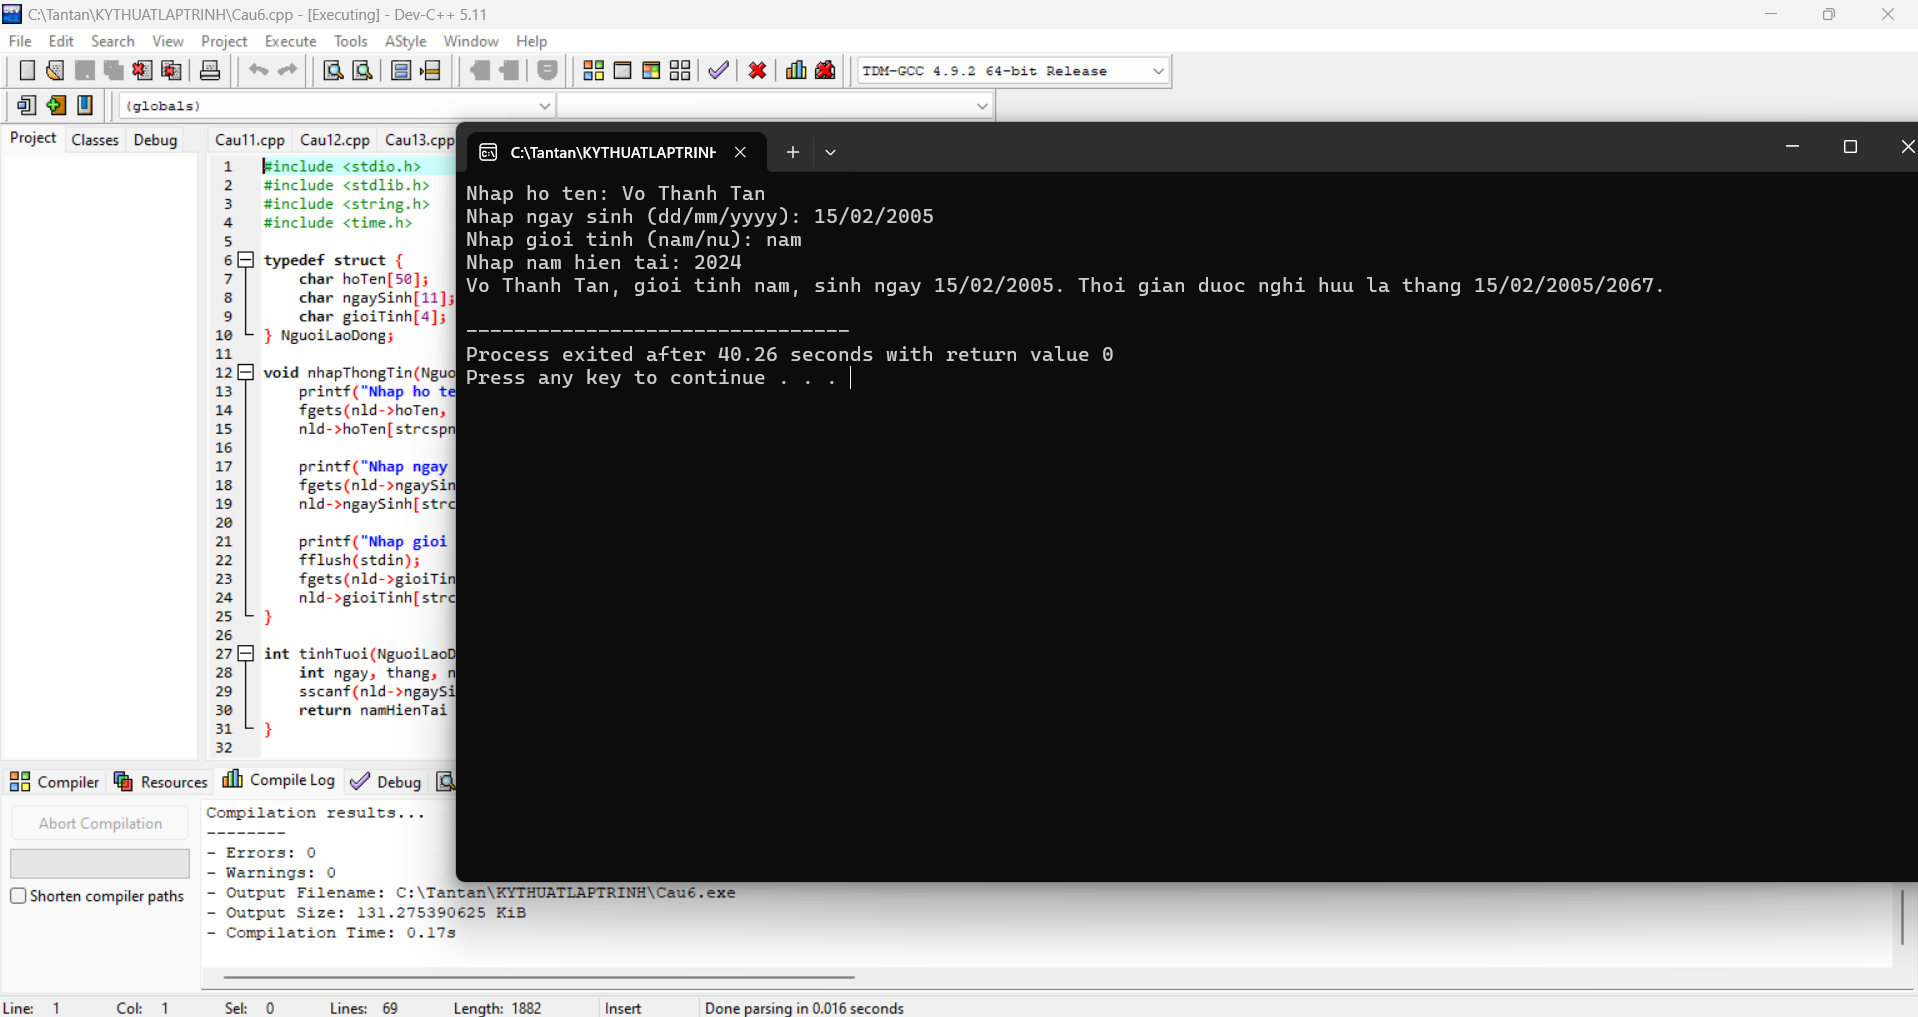 C:\Tantan\KYTHUATLAPTRINH\Cau6.cpp - [Executing] - Dev-C++ 5.11
File Edit Search View Project Execute Tools AStyle Window Help
TDM-GCC 4.9.2 64-bit Release
(globals)
Project Classes Debug
Cau11.cpp Cau12.cpp Cau13.cpp
1 #include <stdio.h>
2 #include <stdlib.h>
3 #include <string.h>
4 #include <time.h>
5
6 typedef struct {
7 char hoTen[50];
8 char ngaySinh[11];
9 char gioiTinh[4];
10 } NguoiLaoDong;
11
12 void nhapThongTin(Nguo
13 printf("Nhap ho te
14 fgets(nld->hoTen,
15 nld->hoTen[strcspn
16
17 printf("Nhap ngay
18 fgets(nld->ngaySin
19 nld->ngaySinh[strc
20
21 printf("Nhap gioi
22 fflush(stdin);
23 fgets(nld->gioiTin
24 nld->gioiTinh[strc
25 }
26
27 int tinhTuoi(NguoiLaoD
28 int ngay, thang, n
29 sscanf(nld->ngaySi
30 return namHienTai
31 }
32
C:\Tantan\KYTHUATLAPTRINH
Nhap ho ten: Vo Thanh Tan
Nhap ngay sinh (dd/mm/yyyy): 15/02/2005
Nhap gioi tinh (nam/nu): nam
Nhap nam hien tai: 2024
Vo Thanh Tan, gioi tinh nam, sinh ngay 15/02/2005. Thoi gian duoc nghi huu la thang 15/02/2005/2067.
--------------------------------
Process exited after 40.26 seconds with return value 0
Press any key to continue . . .
Compiler Resources Compile Log Debug
Abort Compilation
Shorten compiler paths
Compilation results...
--------
- Errors: 0
- Warnings: 0
- Output Filename: C:\Tantan\KYTHUATLAPTRINH\Cau6.exe
- Output Size: 131.275390625 KiB
- Compilation Time: 0.17s
Line: 1 Col: 1 Sel: 0 Lines: 69 Length: 1882 Insert Done parsing in 0.016 seconds